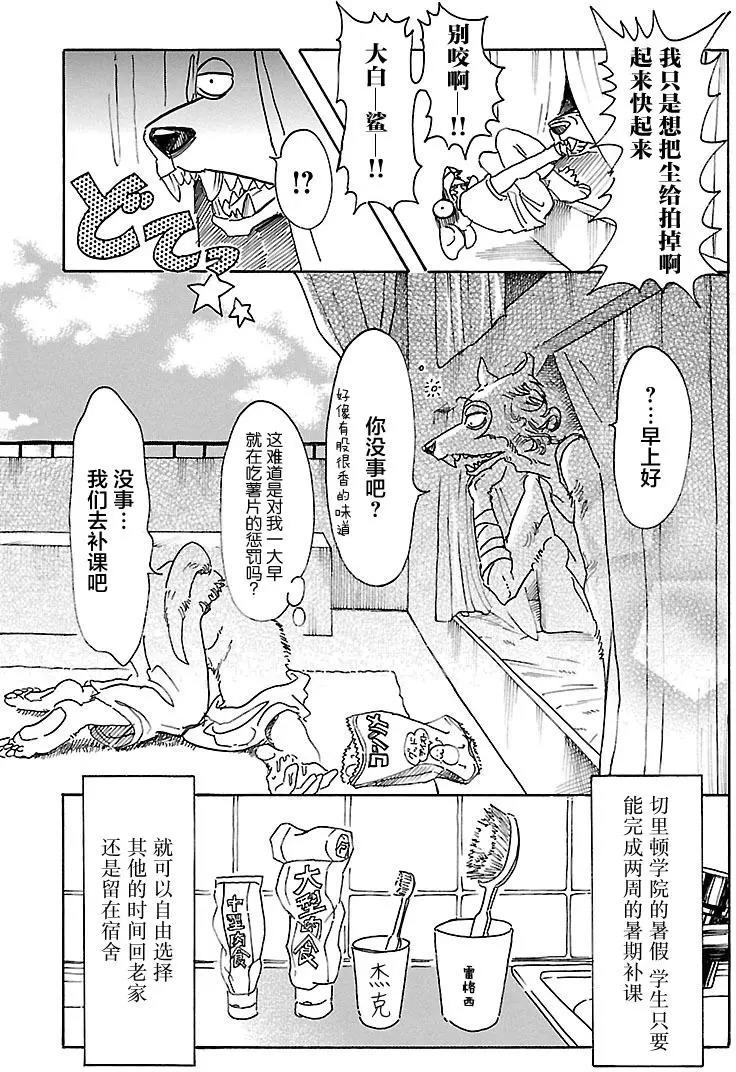 我只是想把尘给拍掉啊
起来快起来
别咬啊——!!
大白—鲨—!!
!?
どてっ
?…早上好
你没事吧?
好像有股很香的味道
这难道是对我一大早
就在吃薯片的惩罚吗?
没事…
我们去补课吧
切里顿学院的暑假 学生只要
能完成两周的暑期补课
雷格西
杰克
大型肉食
中型肉食
就可以自由选择
其他的时间回老家
还是留在宿舍